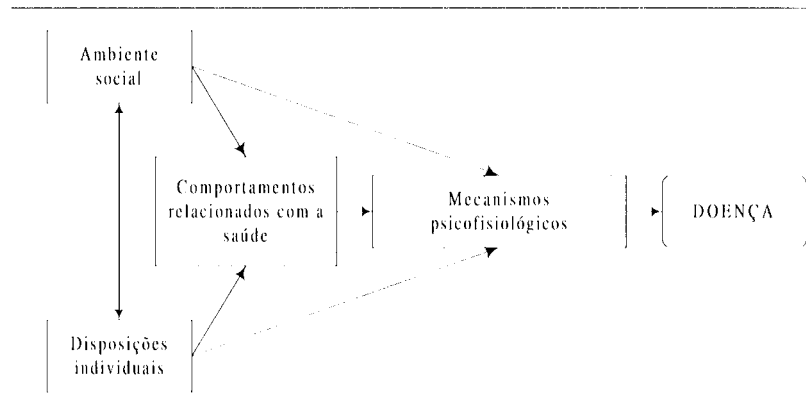 Ambiente
social
Comportamentos
relacionados com a
saúde
Mecanismos
psicofisiológicos
DOENÇA
Disposições
individuais